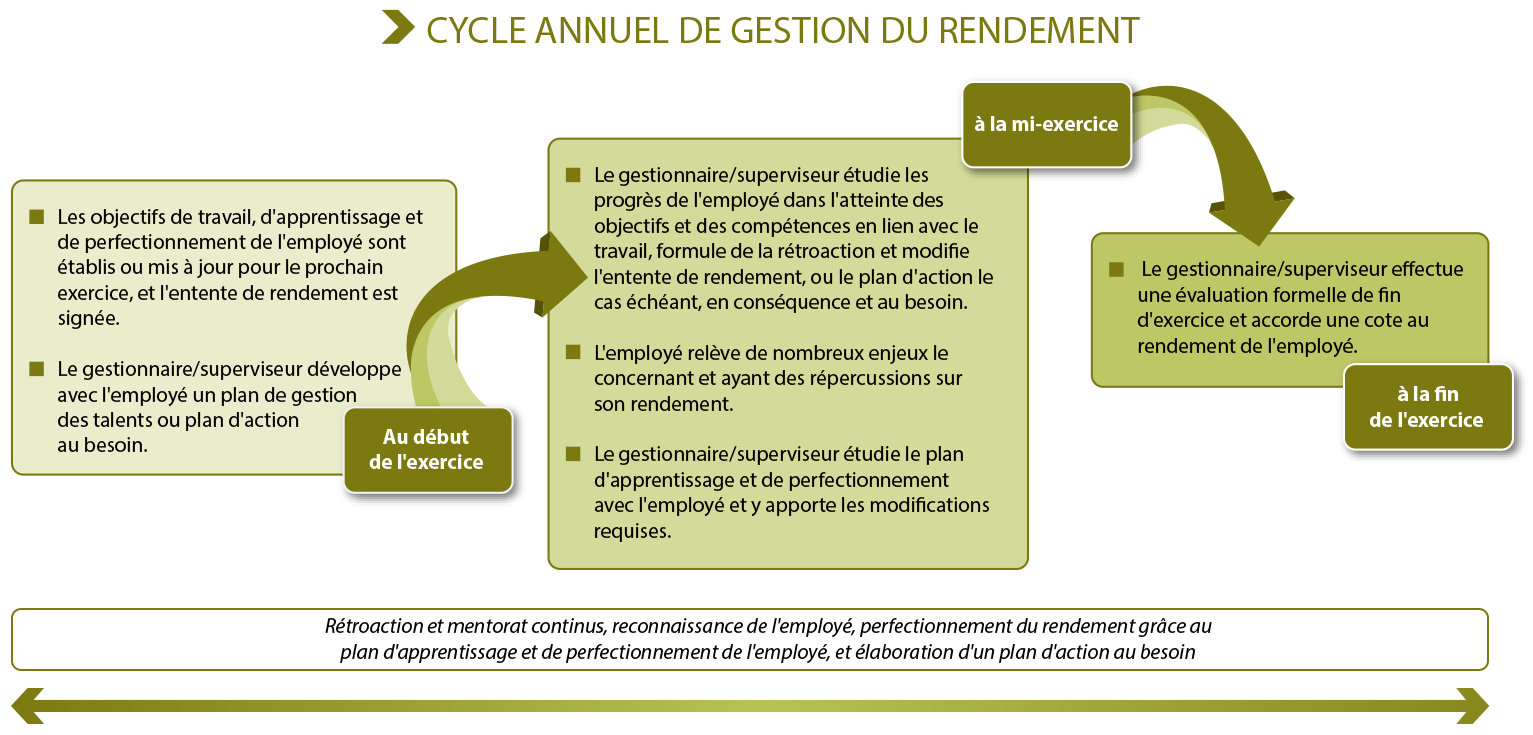 CYCLE ANNUEL DE GESTION DU RENDEMENT
■ Les objectifs de travail, d'apprentissage et
de perfectionnement de l'employé sont
établis ou mis à jour pour le prochain
exercice, et l'entente de rendement est
signée.
■ Le gestionnaire/superviseur développe
avec l'employé un plan de gestion
des talents ou plan d'action
au besoin.
Au début
de l'exercice
■ Le gestionnaire/superviseur étudie les
progrès de l'employé dans l'atteinte des
objectifs et des compétences en lien avec le
travail, formule de la rétroaction et modifie
l'entente de rendement, ou le plan d'action le
cas échéant, en conséquence et au besoin.
■ L'employé relève de nombreux enjeux le
concernant et ayant des répercussions sur
son rendement.
■ Le gestionnaire/superviseur étudie le plan
d'apprentissage et de perfectionnement
avec l'employé et y apporte les modifications
requises.
à la mi-exercice
■ Le gestionnaire/superviseur effectue
une évaluation formelle de fin
d'exercice et accorde une cote au
rendement de l'employé.
à la fin
de l'exercice
Rétroaction et mentorat continus, reconnaissance de l'employé, perfectionnement du rendement grâce au
plan d'apprentissage et de perfectionnement de l'employé, et élaboration d'un plan d'action au besoin